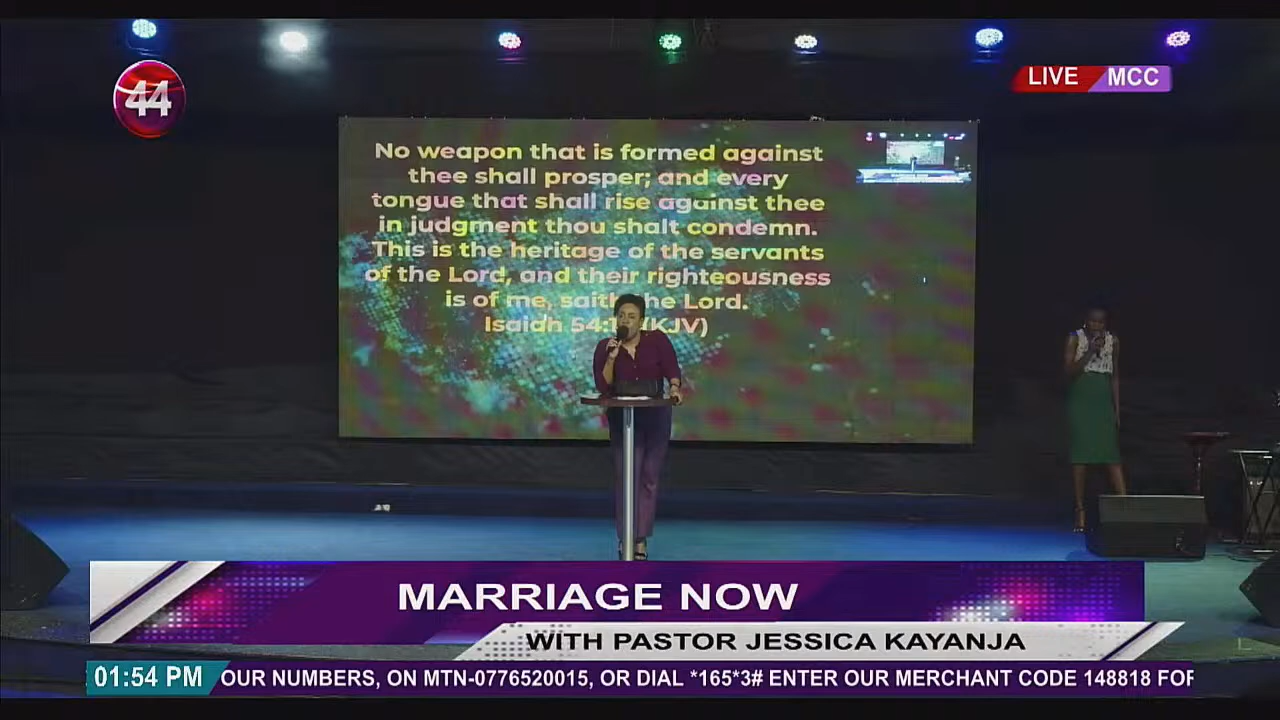 44
LIVE MCC
No weapon that is formed against
thee shall prosper; and every
tongue that shall rise against thee
in judgment thou shalt condemn.
This is the heritage of the servants
of the Lord, and their righteousness
is of me, saith the Lord.
Isaiah 54:1 (KJV)
MARRIAGE NOW
WITH PASTOR JESSICA KAYANJA
01:54 PM OUR NUMBERS, ON MTN-0776520015, OR DIAL *165*3# ENTER OUR MERCHANT CODE 148818 FOR